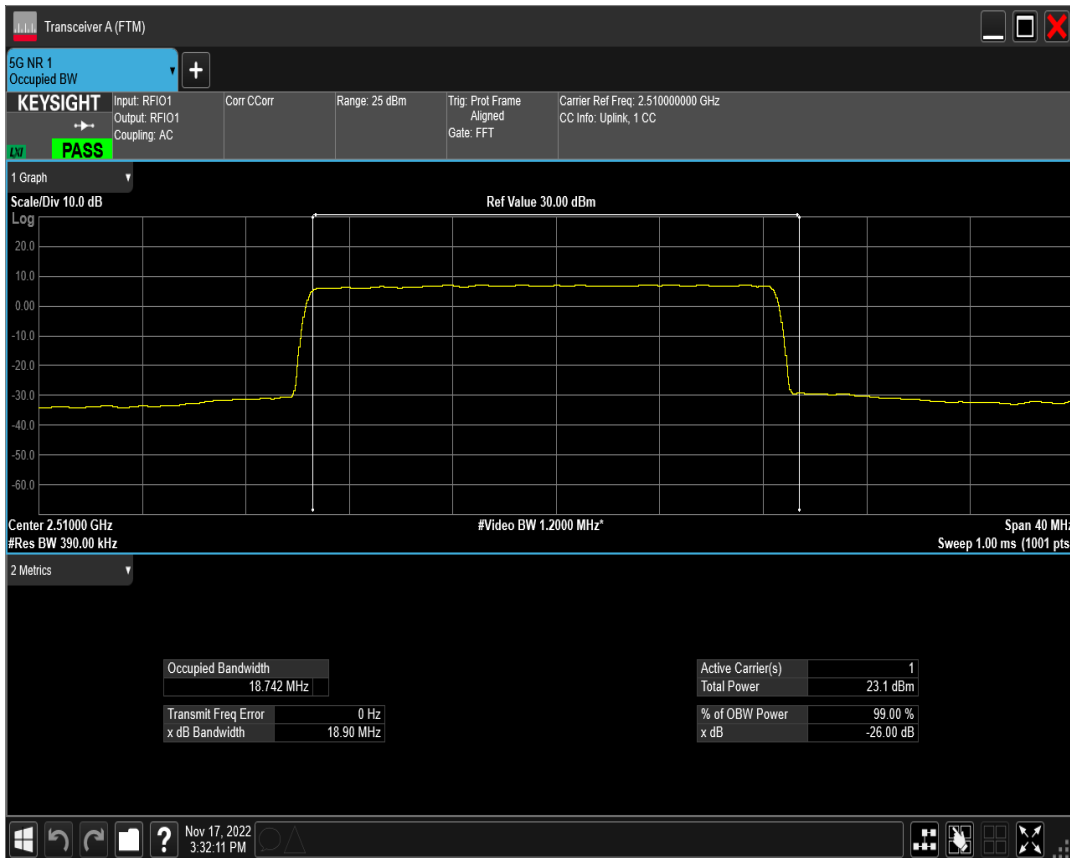 Transceiver A (FTM)
5G NR 1
Occupied BW
+
KEYSIGHT
LXI
PASS
Input: RFIO1
Output: RFIO1
Coupling: AC
Corr CCorr
Range: 25 dBm
Trig: Prot Frame
Aligned
Gate: FFT
Carrier Ref Freq: 2.510000000 GHz
CC Info: Uplink, 1 CC
1 Graph
Scale/Div 10.0 dB
Ref Value 30.00 dBm
Log
20.0
10.0
0.00
-10.0
-20.0
-30.0
-40.0
-50.0
-60.0
Center 2.51000 GHz
#Video BW 1.2000 MHz*
Span 40 MHz
#Res BW 390.00 kHz
Sweep 1.00 ms (1001 pts
2 Metrics
Occupied Bandwidth
18.742 MHz
Transmit Freq Error 0 Hz
x dB Bandwidth 18.90 MHz
Active Carrier(s) 1
Total Power 23.1 dBm
% of OBW Power 99.00 %
x dB -26.00 dB
?
Nov 17, 2022
3:32:11 PM